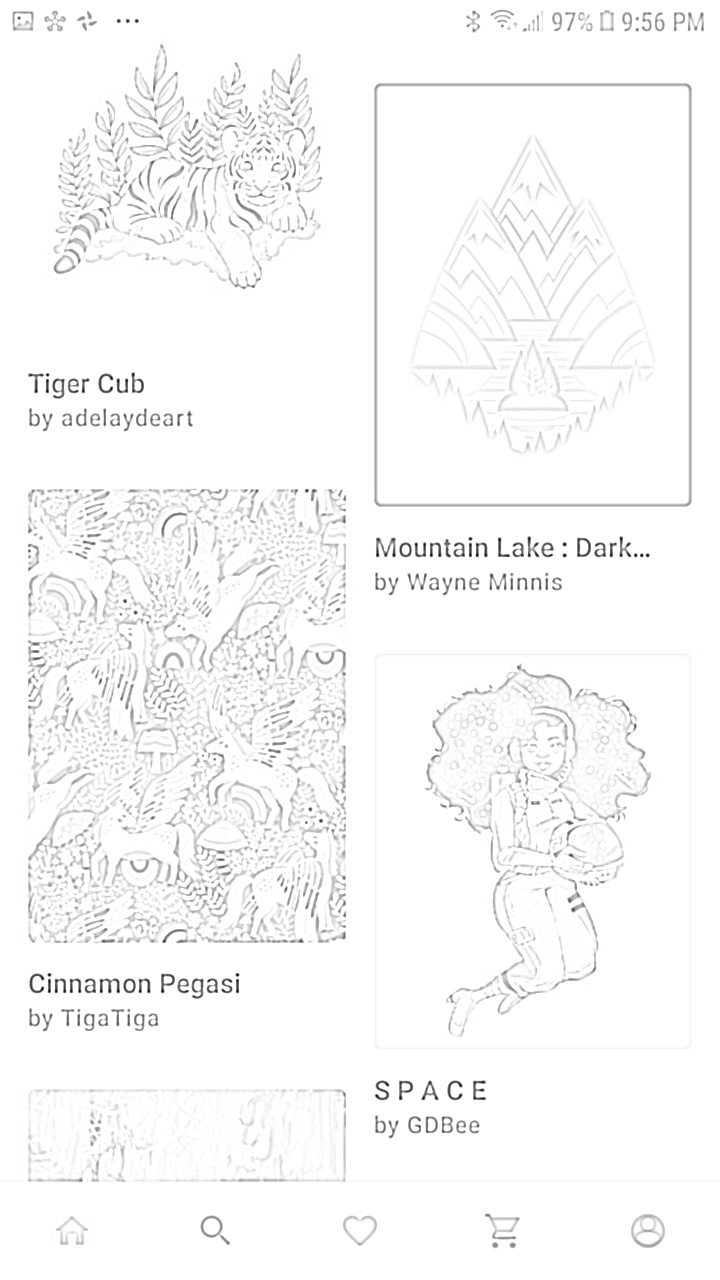 97% 9:56 PM
Tiger Cub
by adelaydeart
Mountain Lake : Dark...
by Wayne Minnis
Cinnamon Pegasi
by TigaTiga
S P A C E
by GDBee